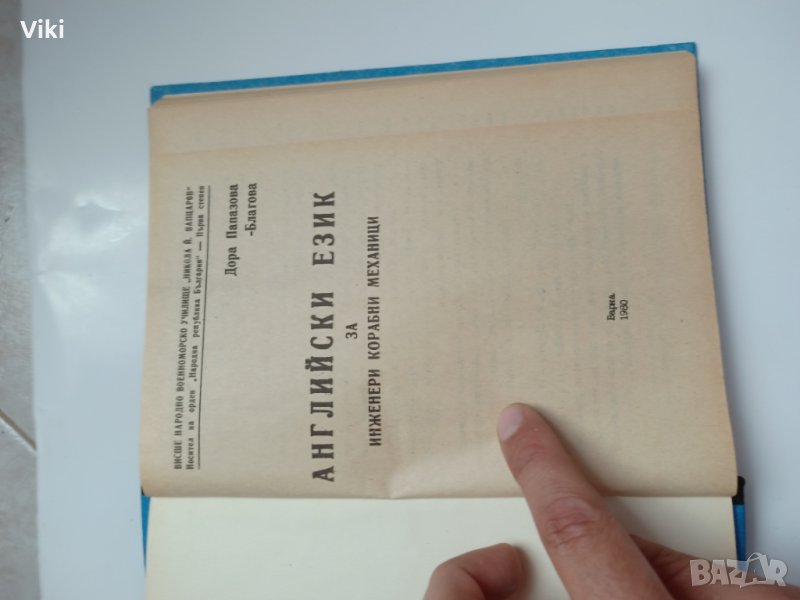 Viki
ВИСШЕ НАРОДНО ВОЕННОМОРСКО УЧИЛИЩЕ „НИКОЛА Й. ВАПЦАРОВ"
Носител на орден „Народна република България" — Първа степен
Дора Папазова
-Благова
АНГЛИЙСКИ ЕЗИК
ЗА
ИНЖЕНЕРИ КОРАБНИ МЕХАНИЦИ
Варна
1980
BAZAR